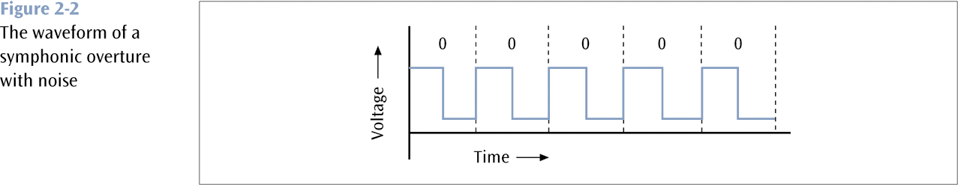 Figure 2-2
The waveform of a
symphonic overture
with noise
0 0 0 0 0
Voltage
Time